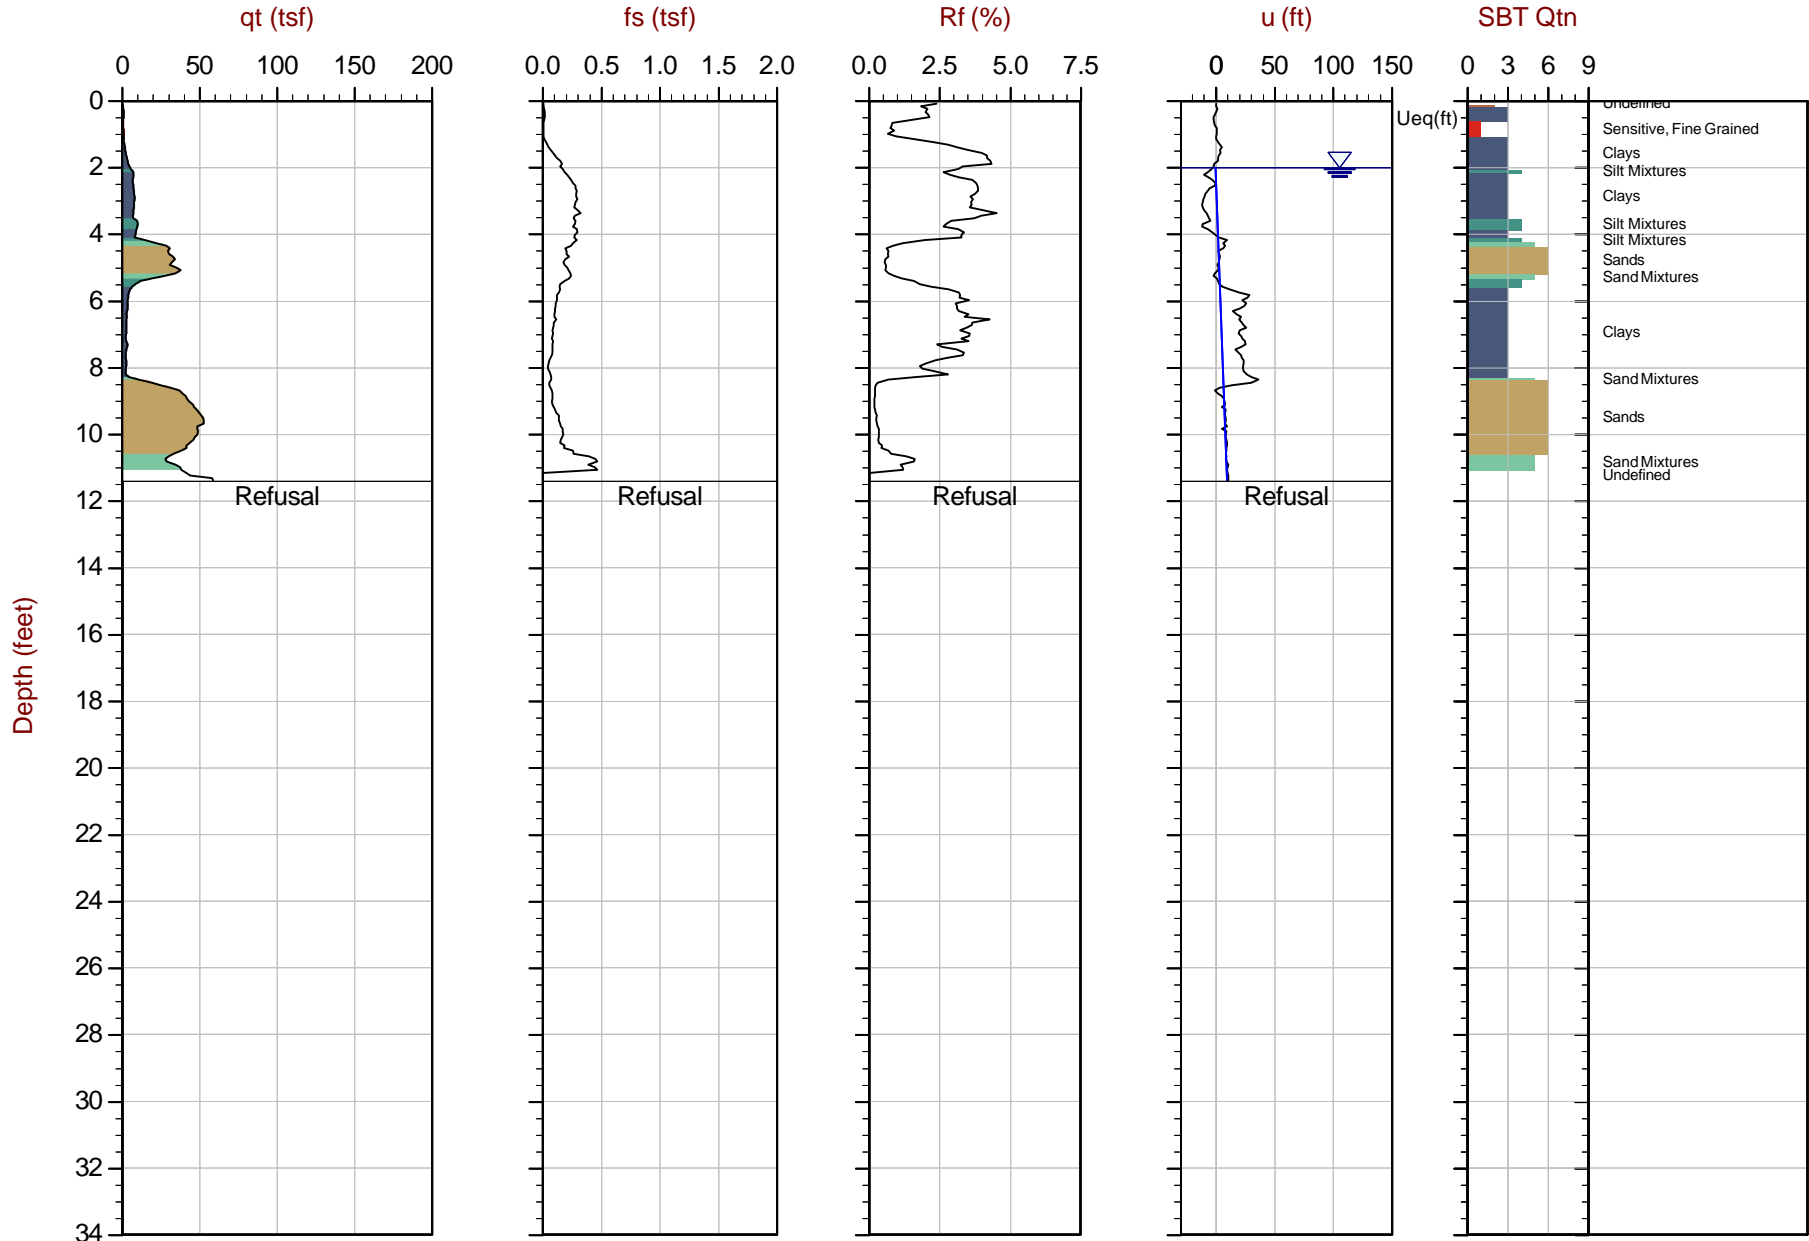 qt (tsf) fs (tsf) Rf (%) u (ft) SBT Qtn
0 50 100 150 200 0.0 0.5 1.0 1.5 2.0 0.0 2.5 5.0 7.5 0 50 100 150 0 3 6 9
0
Undefined
Ueq(ft)
Sensitive, Fine Grained
Clays
2
Silt Mixtures
Clays
Silt Mixtures
4
Silt Mixtures
Sands
Sand Mixtures
6
Clays
8
Sand Mixtures
Sands
10
Sand Mixtures
Undefined
Refusal Refusal Refusal Refusal
12
14
16
Depth (feet)
18
20
22
24
26
28
30
32
34